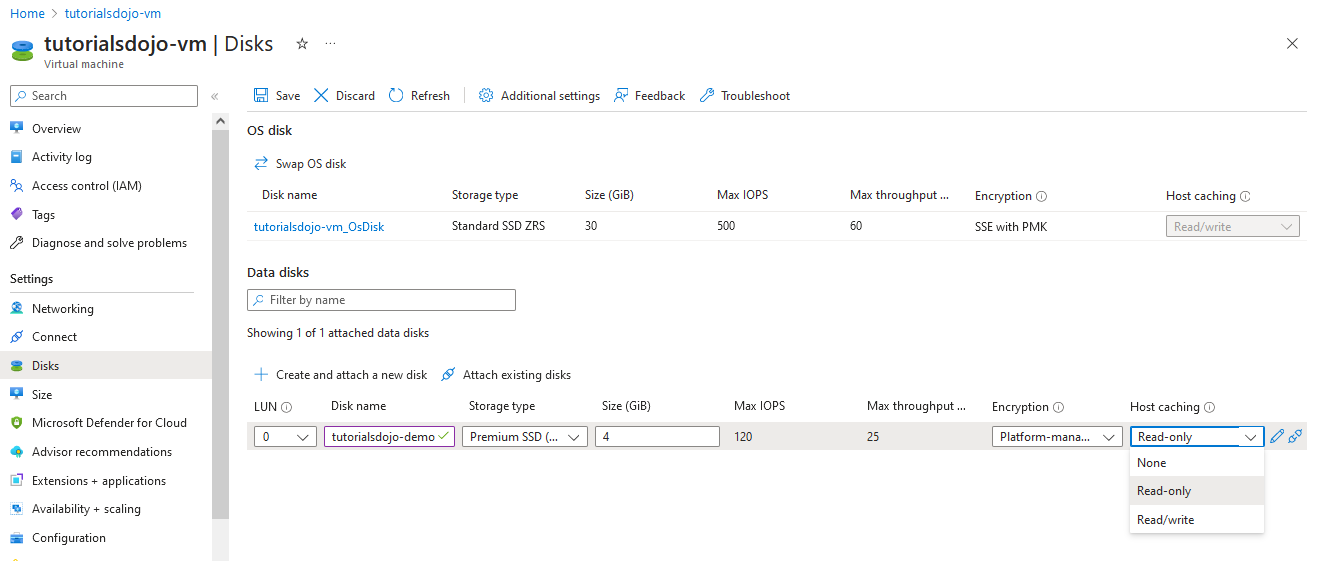 Home > tutorialsdojo-vm
tutorialsdojo-vm | Disks
Virtual machine
Search
Overview
Activity log
Access control (IAM)
Tags
Diagnose and solve problems
Settings
Networking
Connect
Disks
Size
Microsoft Defender for Cloud
Advisor recommendations
Extensions + applications
Availability + scaling
Configuration
Save Discard Refresh Additional settings Feedback Troubleshoot
OS disk
Swap OS disk
Disk name Storage type Size (GiB) Max IOPS Max throughput ... Encryption Host caching
tutorialsdojo-vm_OsDisk Standard SSD ZRS 30 500 60 SSE with PMK Read/write
Data disks
Filter by name
Showing 1 of 1 attached data disks
Create and attach a new disk Attach existing disks
LUN Disk name Storage type Size (GiB) Max IOPS Max throughput ... Encryption Host caching
0 tutorialsdojo-demo Premium SSD (... 4 120 25 Platform-mana... Read-only
None
Read-only
Read/write